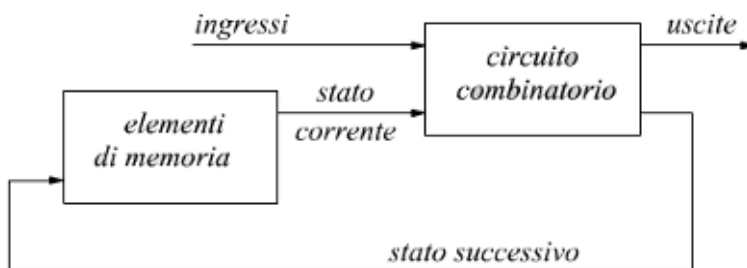 ingressi
uscite
circuito
combinatorio
stato
corrente
elementi
di memoria
stato successivo